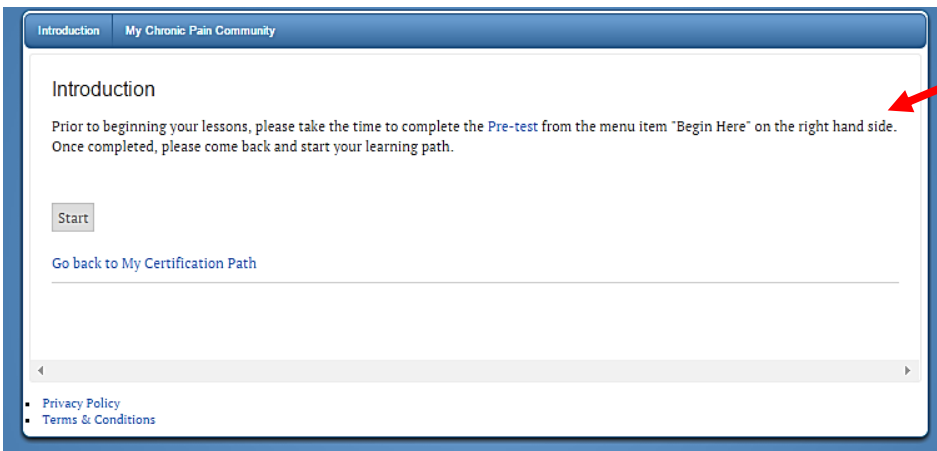 Introduction My Chronic Pain Community
Introduction
Prior to beginning your lessons, please take the time to complete the Pre-test from the menu item "Begin Here" on the right hand side.
Once completed, please come back and start your learning path.
Start
Go back to My Certification Path
Privacy Policy
Terms & Conditions